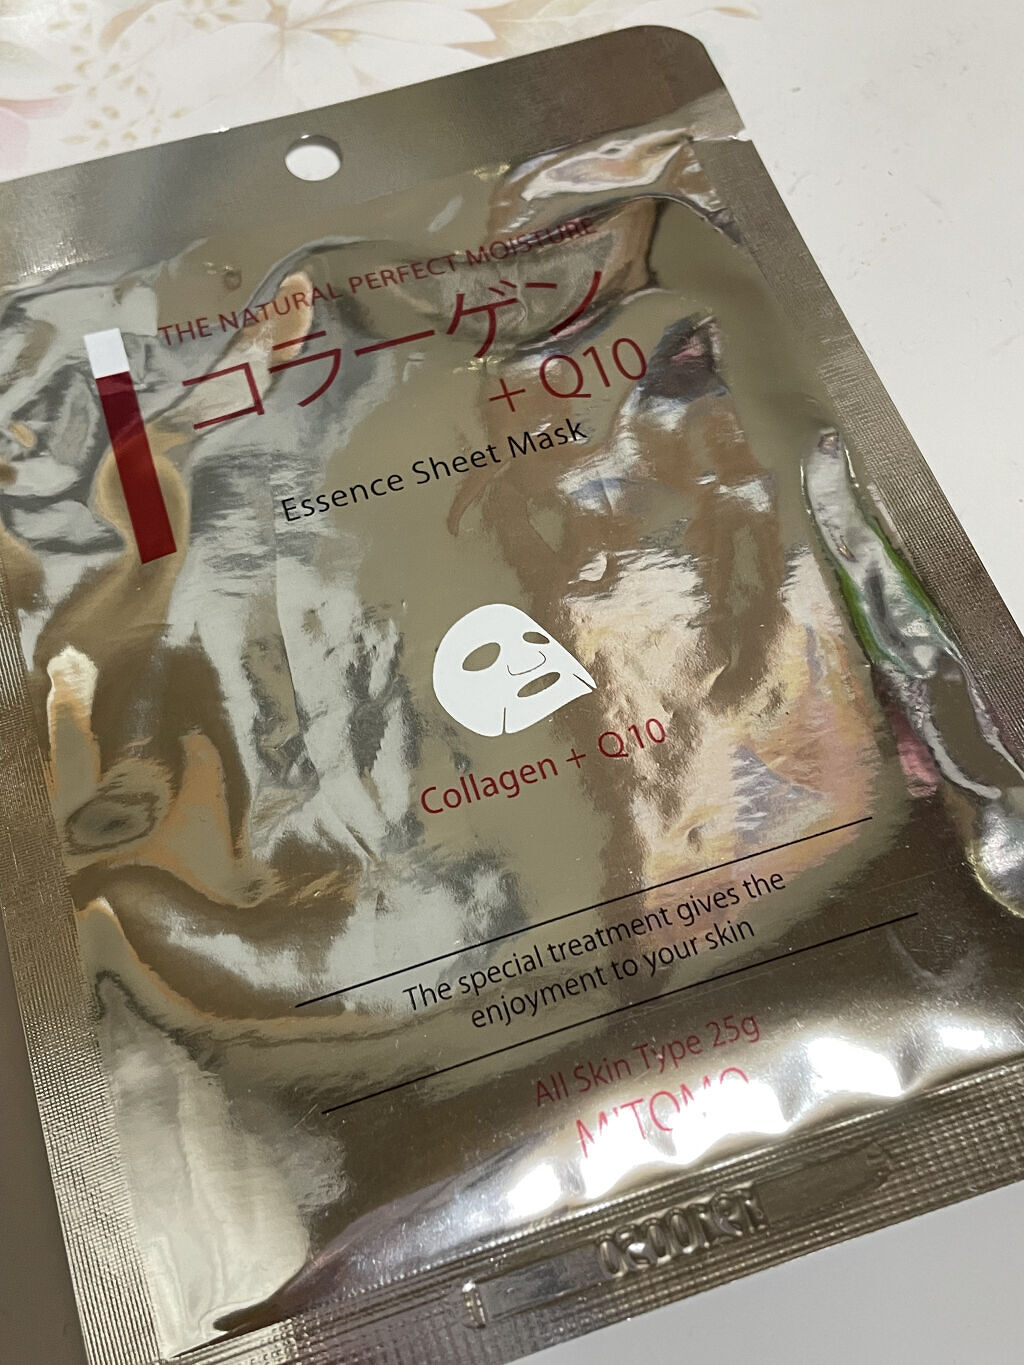 THE NATURAL PERFECT MOISTURE
コラーゲン
+ Q10
Essence Sheet Mask
Collagen + Q10
The special treatment gives the
enjoyment to your skin
All Skin Type 25g
MITOMO